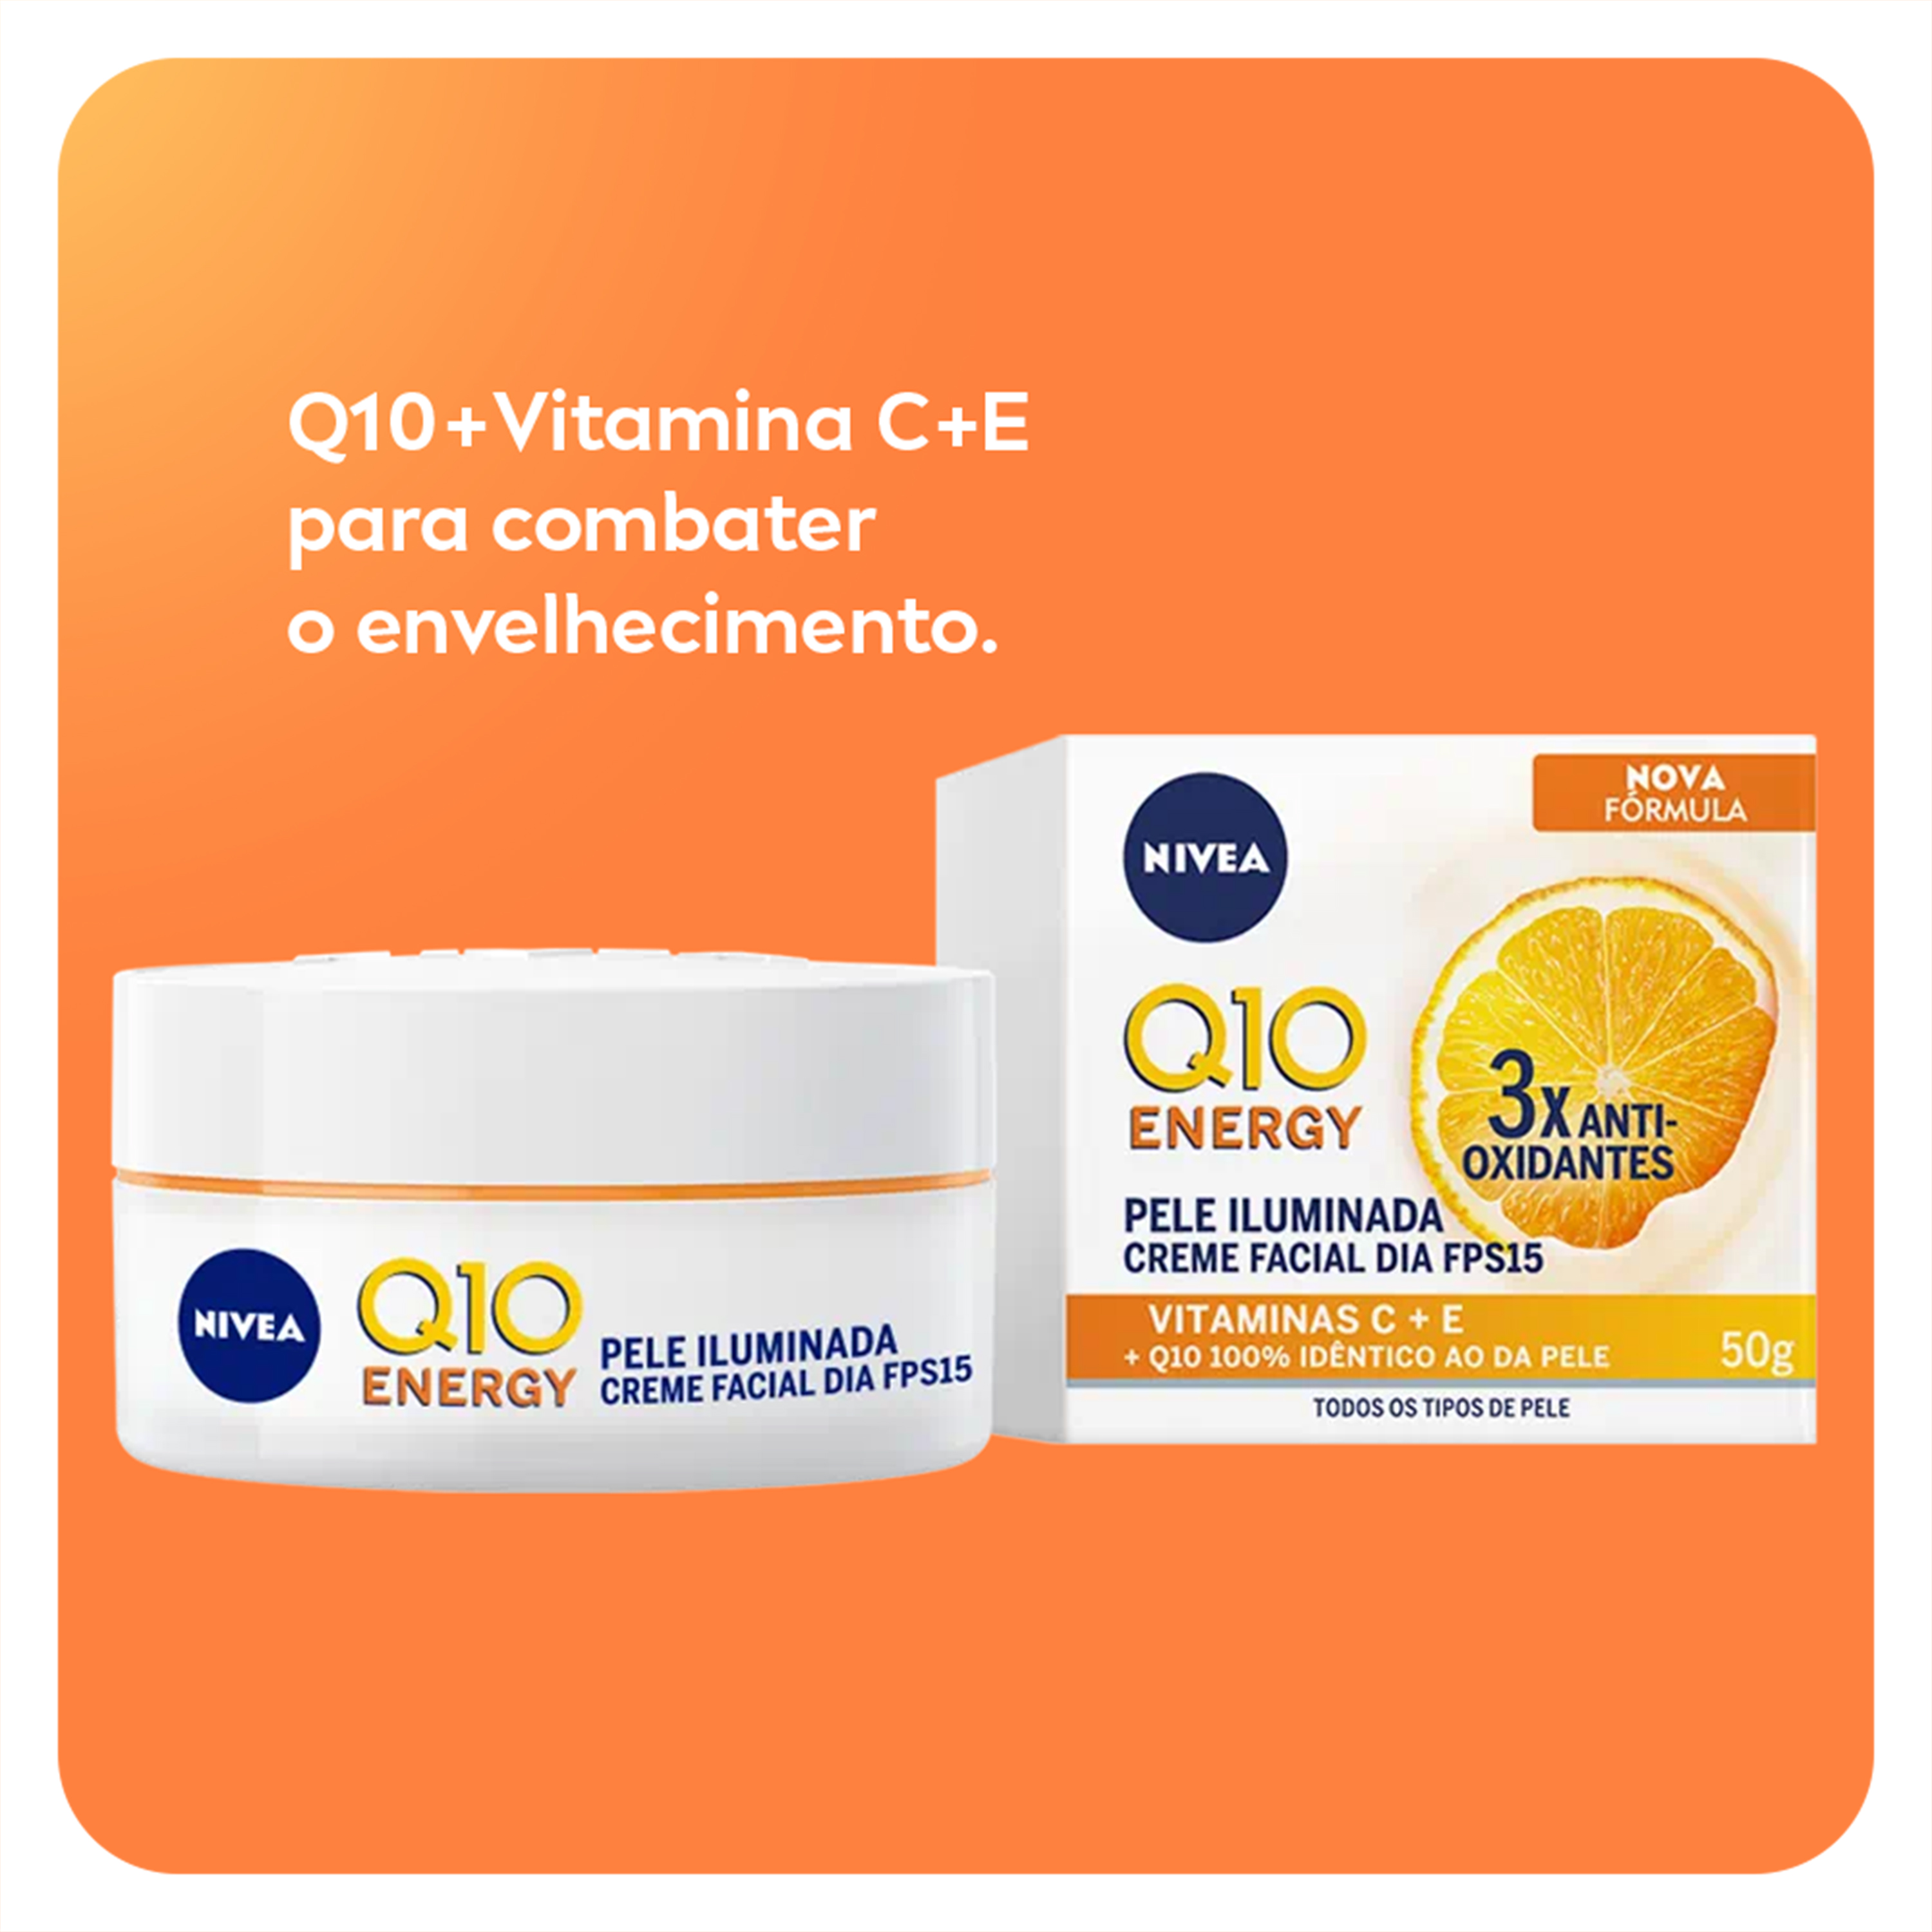 Q10+Vitamina C+E
para combater
o envelhecimento.
NIVEA
Q10
ENERGY
PELE ILUMINADA
CREME FACIAL DIA FPS15
NOVA
FÓRMULA
NIVEA
Q10
ENERGY
3x ANTI-
OXIDANTES
PELE ILUMINADA
CREME FACIAL DIA FPS15
VITAMINAS C + E
+ Q10 100% IDÊNTICO AO DA PELE
50g
TODOS OS TIPOS DE PELE